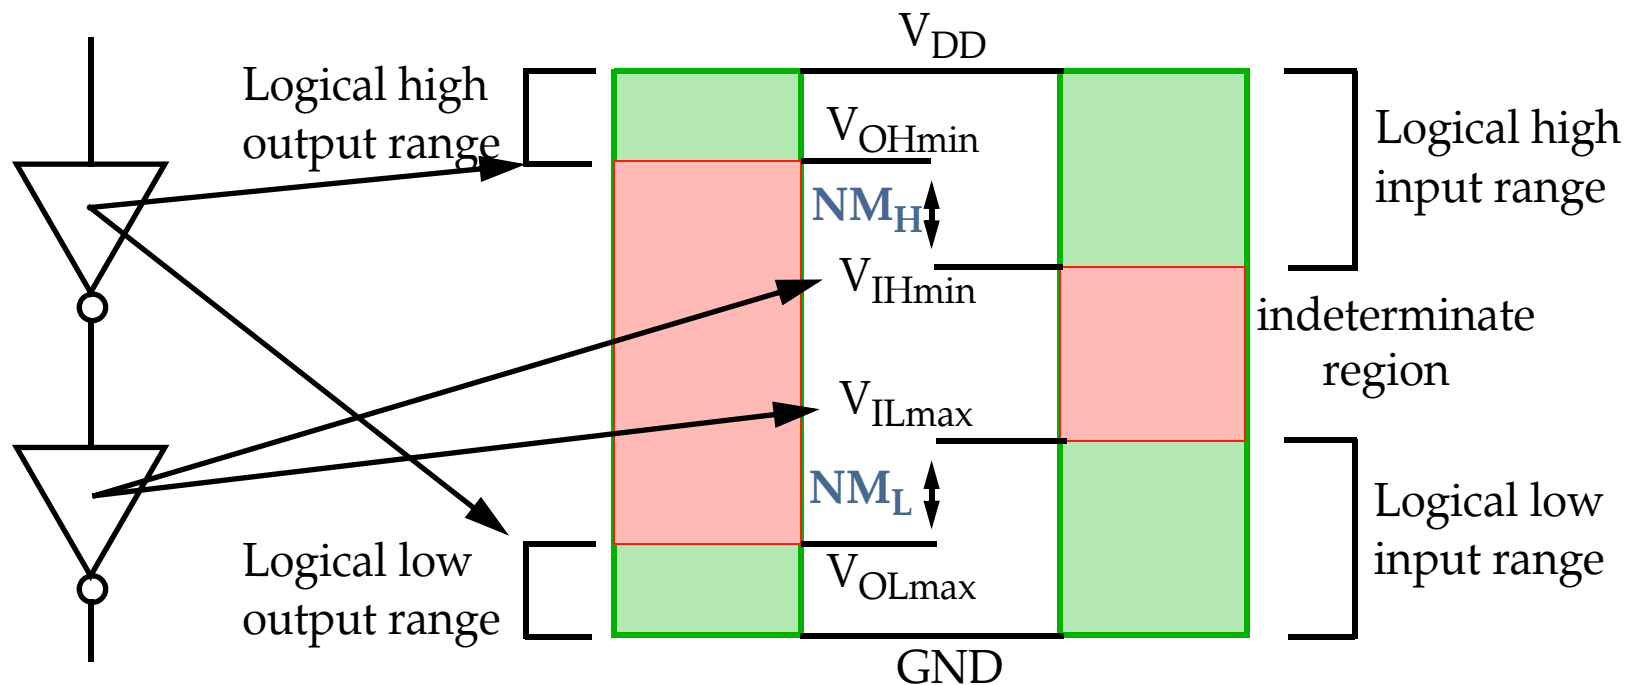 V_DD
Logical high
output range
V_OHmin
Logical high
input range
NM_H
V_IHmin
indeterminate
region
V_ILmax
NM_L
Logical low
input range
Logical low
output range
V_OLmax
GND